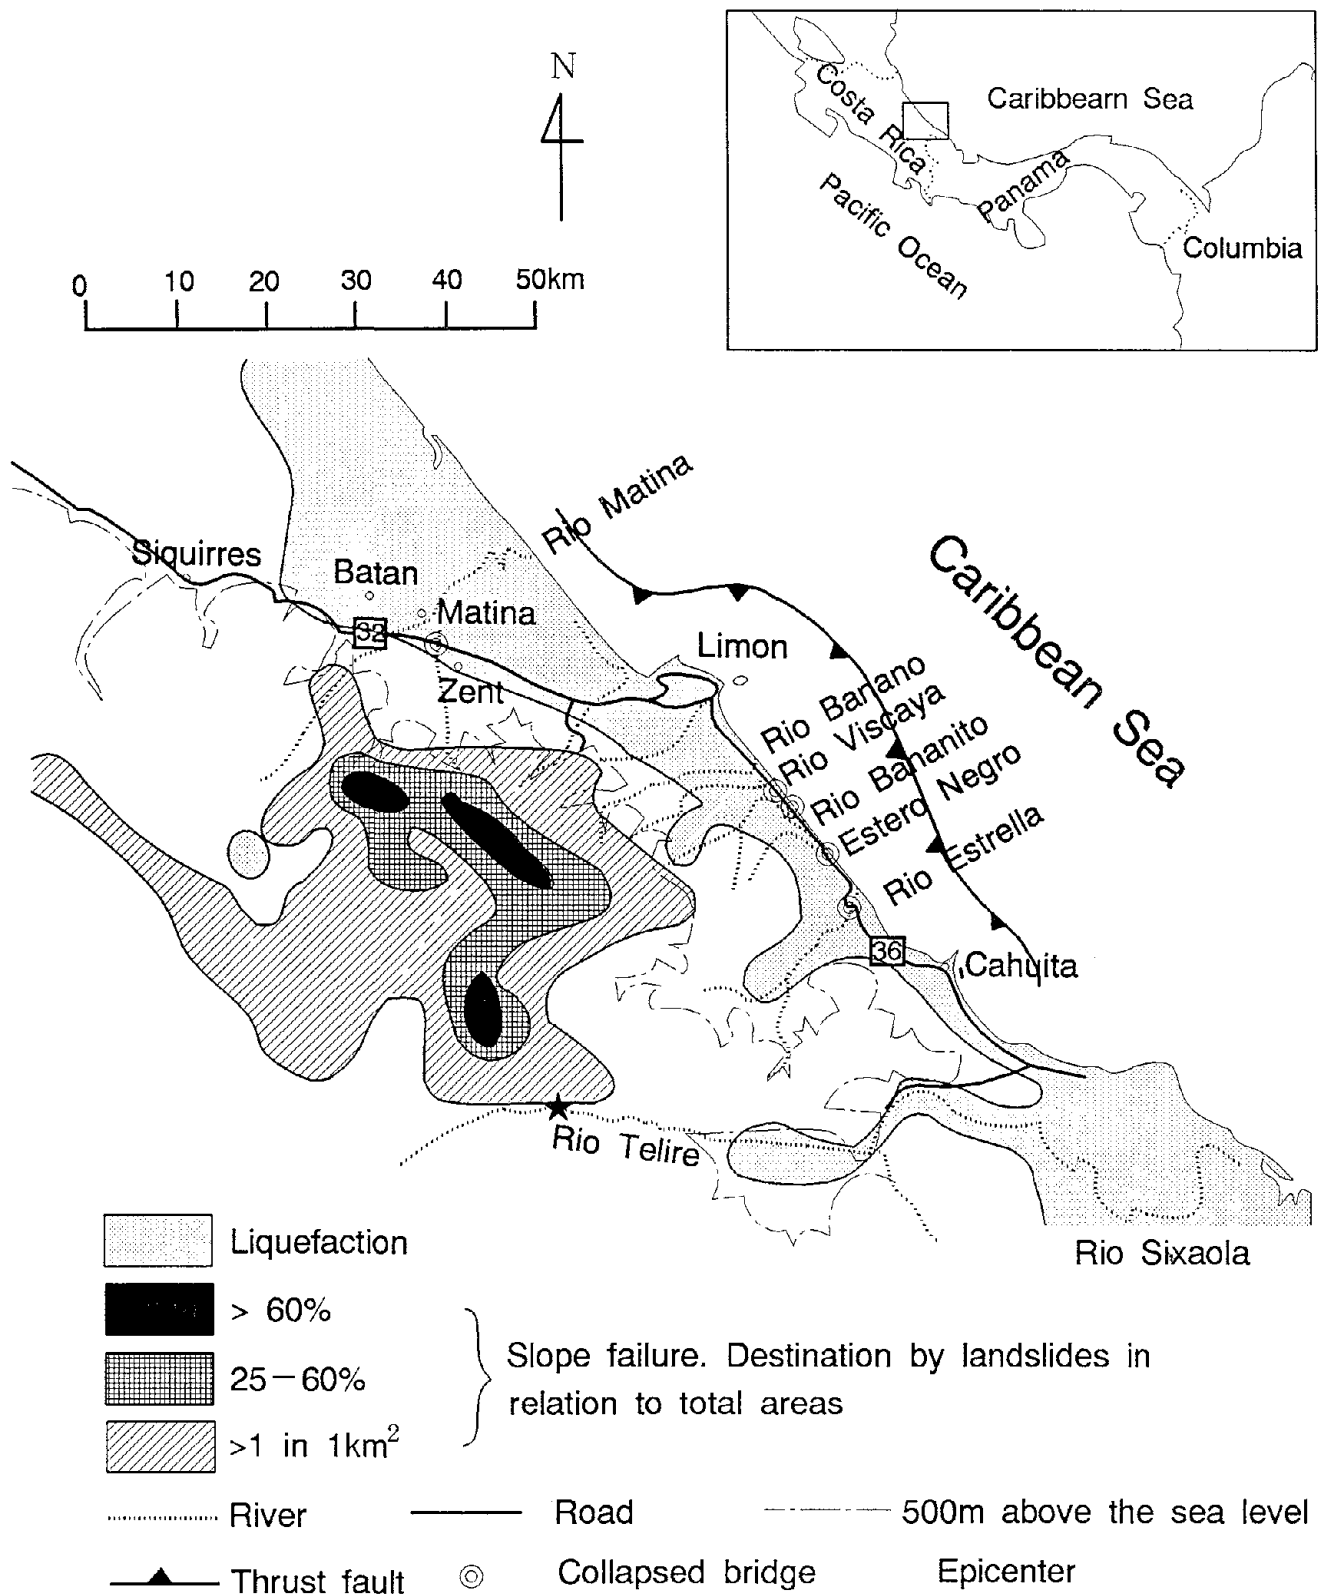 N
Costa Rica
Caribbearn Sea
Panama
Pacific Ocean
Columbia
0 10 20 30 40 50km
Rio Matina
Caribbean Sea
Siquirres
Batan
Matina
32
Limon
Zent
Rio Banano
Rio Viscaya
Rio Bananito
Estero Negro
Rio Estrella
36
Cahuita
Rio Telire
Rio Sixaola
Liquefaction
> 60%
25-60%
>1 in 1km²
Slope failure. Destination by landslides in
relation to total areas
River
Road
500m above the sea level
Thrust fault
Collapsed bridge
Epicenter